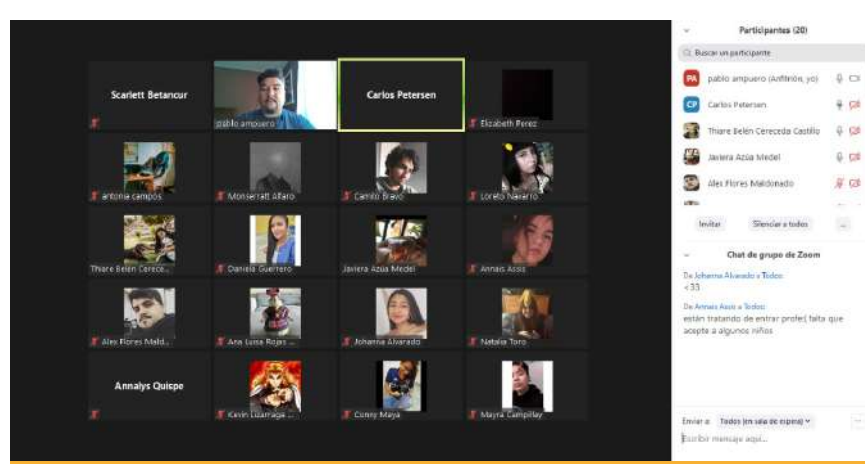 Scarlett Betancur
pablo ampuero
Carlos Petersen
Elizabeth Perez
antonia campos
Monserratt Alfaro
Camilo Bravo
Loreto Navarro
Thiare Belén Cerece...
Daniela Guerrero
Javiera Azúa Medel
Annais Assis
Alex Flores Mald...
Ana Luisa Rojas ...
Johanna Alvarado
Natalia Toro
Annalys Quispe
Kevin Lizarraga ...
Conny Maya
Mayra Campillay
Participantes (20)
Buscar un participante
PA pablo ampuero (Anfitrión, yo)
CP Carlos Petersen
Thiare Belén Cereceda Castillo
Javiera Azúa Medel
Alex Flores Maldonado
Invitar Silenciar a todos ...
Chat de grupo de Zoom
De Johanna Alvarado a Todos:
<33
De Annais Assis a Todos:
están tratando de entrar profe:( falta que
acepte a algunos niños
Enviar a: Todos (en sala de espera)
Escribir mensaje aquí...